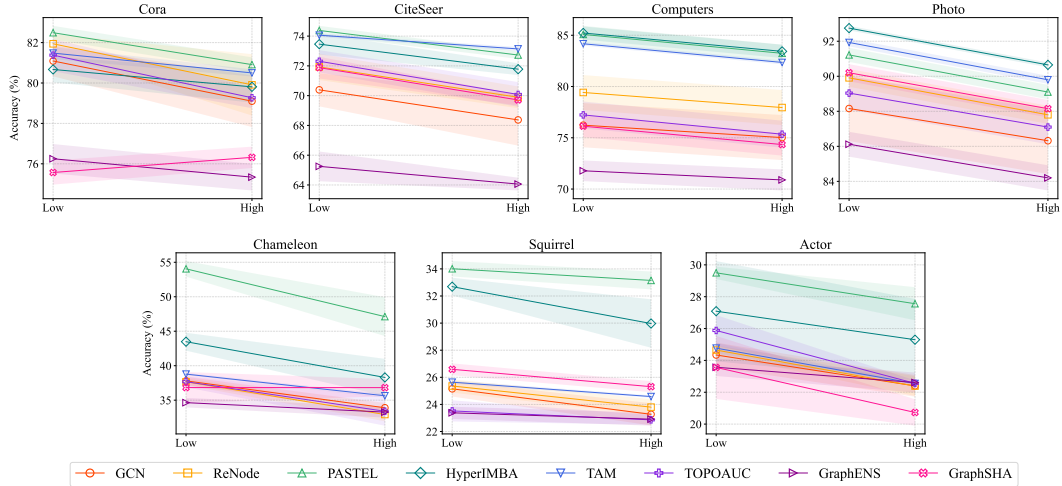 Cora
CiteSeer
Computers
Photo
Accuracy (%)
82
80
78
76
Low
High
74
72
70
68
66
64
Low
High
85
80
75
70
Low
High
92
90
88
86
84
Low
High
Chameleon
Squirrel
Actor
Accuracy (%)
55
50
45
40
35
Low
High
34
32
30
28
26
24
22
Low
High
30
28
26
24
22
20
Low
High
GCN ReNode PASTEL HyperIMBA TAM TOPOAUC GraphENS GraphSHA